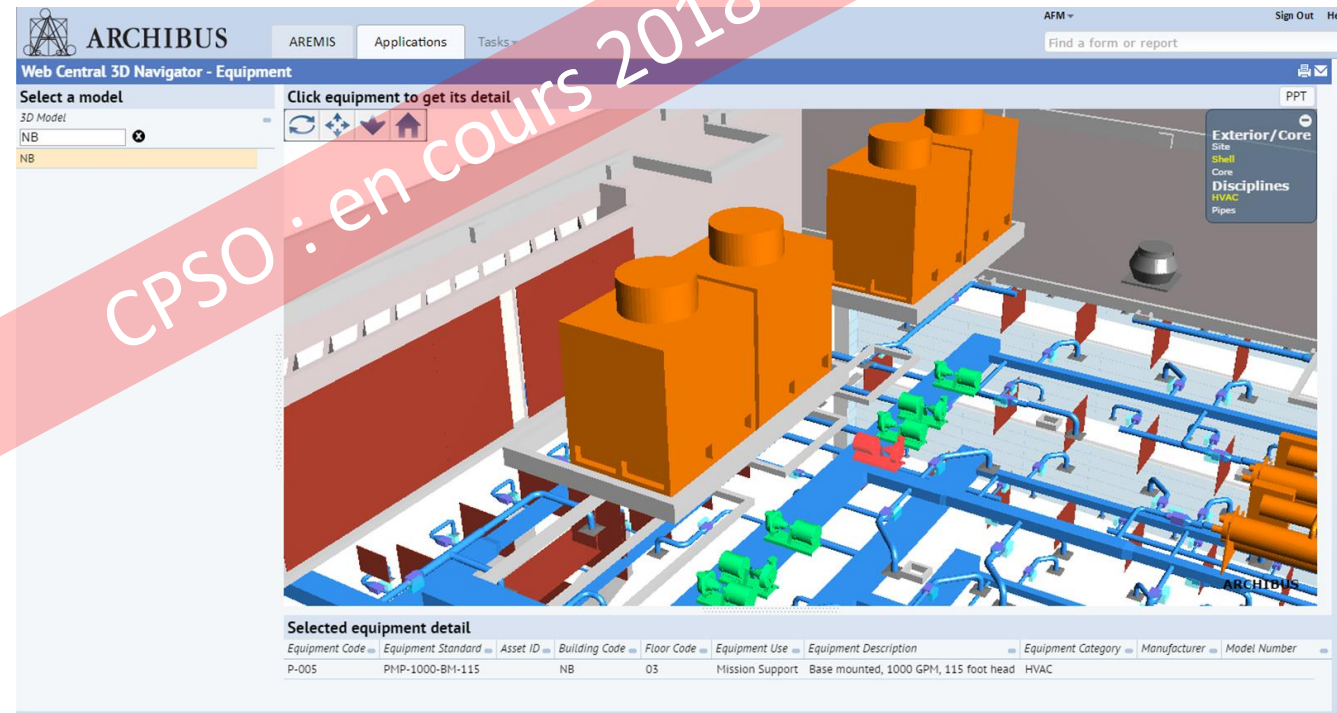 ARCHIBUS
AREMIS Applications Tasks
AFM Sign Out
Find a form or report
Web Central 3D Navigator - Equipment
Select a model
3D Model
NB
NB
Click equipment to get its detail
PPT
Exterior/Core
Site
Shell
Core
Disciplines
HVAC
Pipes
CPSO : en cours 2018
ARCHIBUS
Selected equipment detail
Equipment Code Equipment Standard Asset ID Building Code Floor Code Equipment Use Equipment Description Equipment Category Manufacturer Model Number
P-005 PMP-1000-BM-115 NB 03 Mission Support Base mounted, 1000 GPM, 115 foot head HVAC